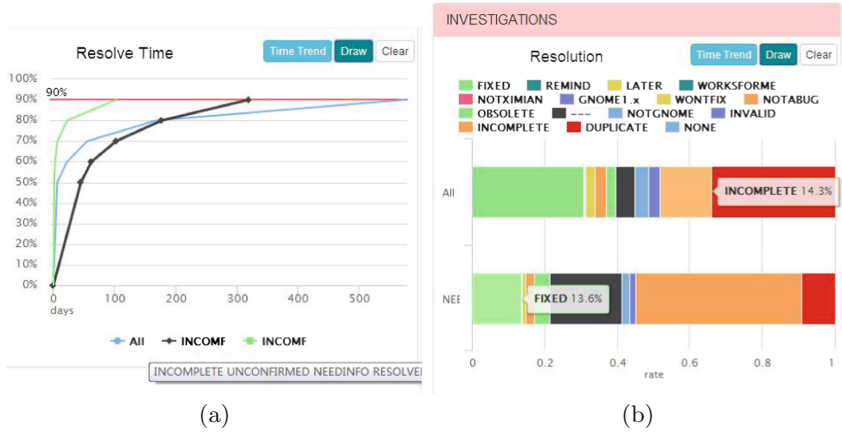 Resolve Time
Time Trend Draw Clear
100%
90%
90%
80%
70%
60%
50%
40%
30%
20%
10%
0%
0 100 200 300 400 500
days
All INCOMF INCOMF
INCOMPLETE UNCONFIRMED NEEDINFO RESOLVE
(a)
INVESTIGATIONS
Resolution
Time Trend Draw Clear
FIXED REMIND LATER WORKSFORME
NOTXIMIAN GNOME1.x WONTFIX NOTABUG
OBSOLETE --- NOTGNOME INVALID
INCOMPLETE DUPLICATE NONE
All
INCOMPLETE 14.3%
NEE
FIXED 13.6%
0 0.2 0.4 0.6 0.8 1
rate
(b)